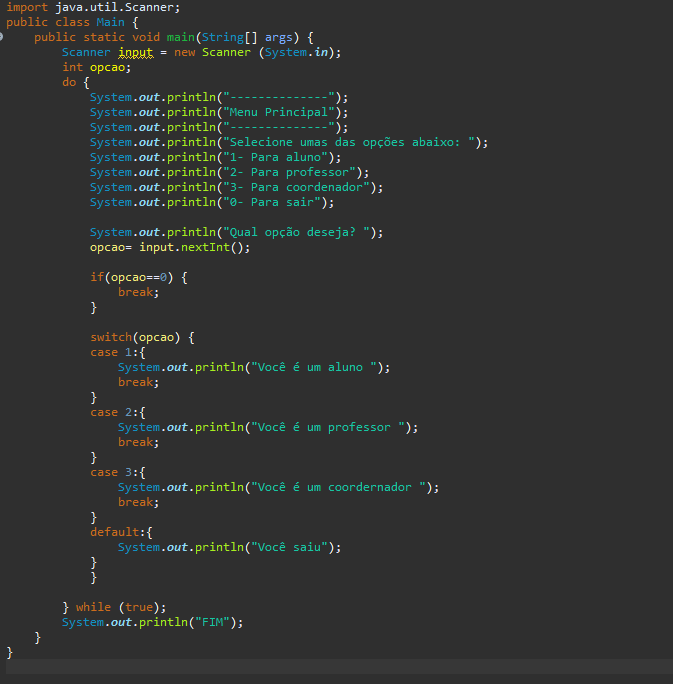 import java.util.Scanner;
public class Main {
    public static void main(String[] args) {
        Scanner input = new Scanner (System.in);
        int opcao;
        do {
            System.out.println("--------------");
            System.out.println("Menu Principal");
            System.out.println("--------------");
            System.out.println("Selecione umas das opções abaixo: ");
            System.out.println("1- Para aluno");
            System.out.println("2- Para professor");
            System.out.println("3- Para coordenador");
            System.out.println("0- Para sair");

            System.out.println("Qual opção deseja? ");
            opcao= input.nextInt();

            if(opcao==0) {
                break;
            }

            switch(opcao) {
            case 1:{
                System.out.println("Você é um aluno ");
                break;
            }
            case 2:{
                System.out.println("Você é um professor ");
                break;
            }
            case 3:{
                System.out.println("Você é um coordernador ");
                break;
            }
            default:{
                System.out.println("Você saiu");
            }
            }

        } while (true);
        System.out.println("FIM");
    }
}